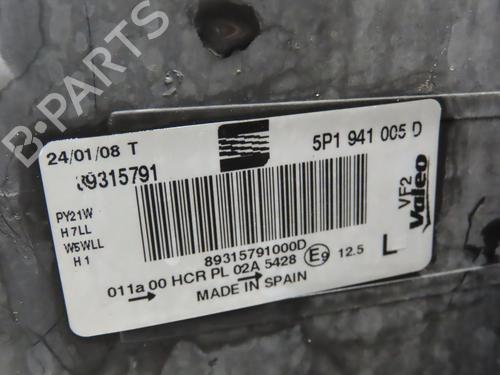 B-PARTS
24/01/08 T
5P1 941 005 D
89315791
PY21W
H7LL
W5WLL
H1
89315791000D
VF2
Valeo
011a 00 HCR PL 02A 5428 E9 12.5 L
MADE IN SPAIN